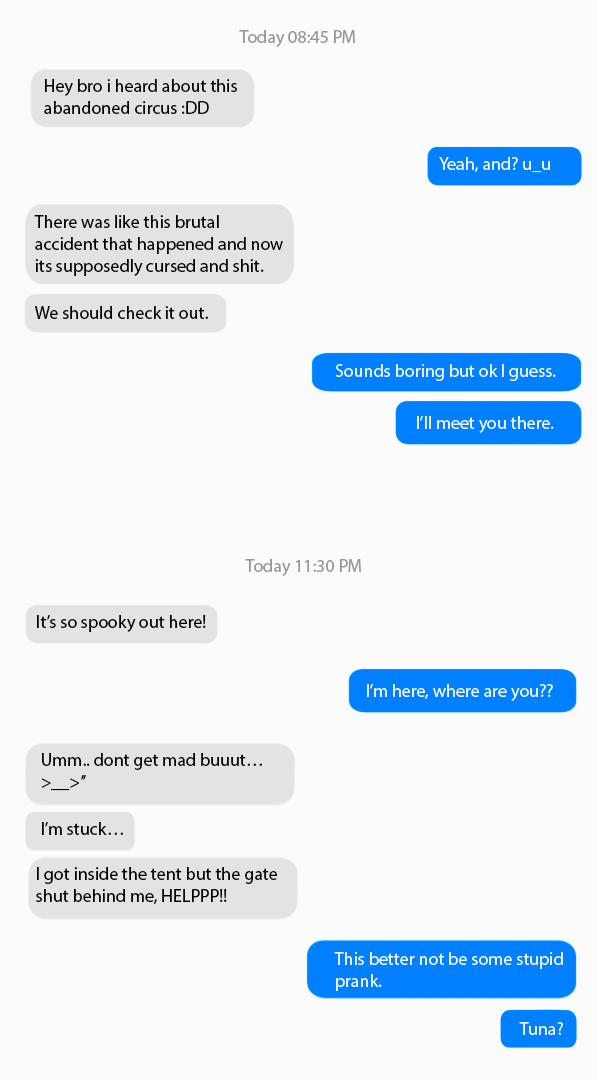 Today 08:45 PM
Hey bro i heard about this
abandoned circus :DD
Yeah, and? u_u
There was like this brutal
accident that happened and now
its supposedly cursed and shit.
We should check it out.
Sounds boring but ok I guess.
I'll meet you there.
Today 11:30 PM
It's so spooky out here!
I'm here, where are you??
Umm.. dont get mad buuut…
>__>”
I'm stuck…
I got inside the tent but the gate
shut behind me, HELPPP!!
This better not be some stupid
prank.
Tuna?